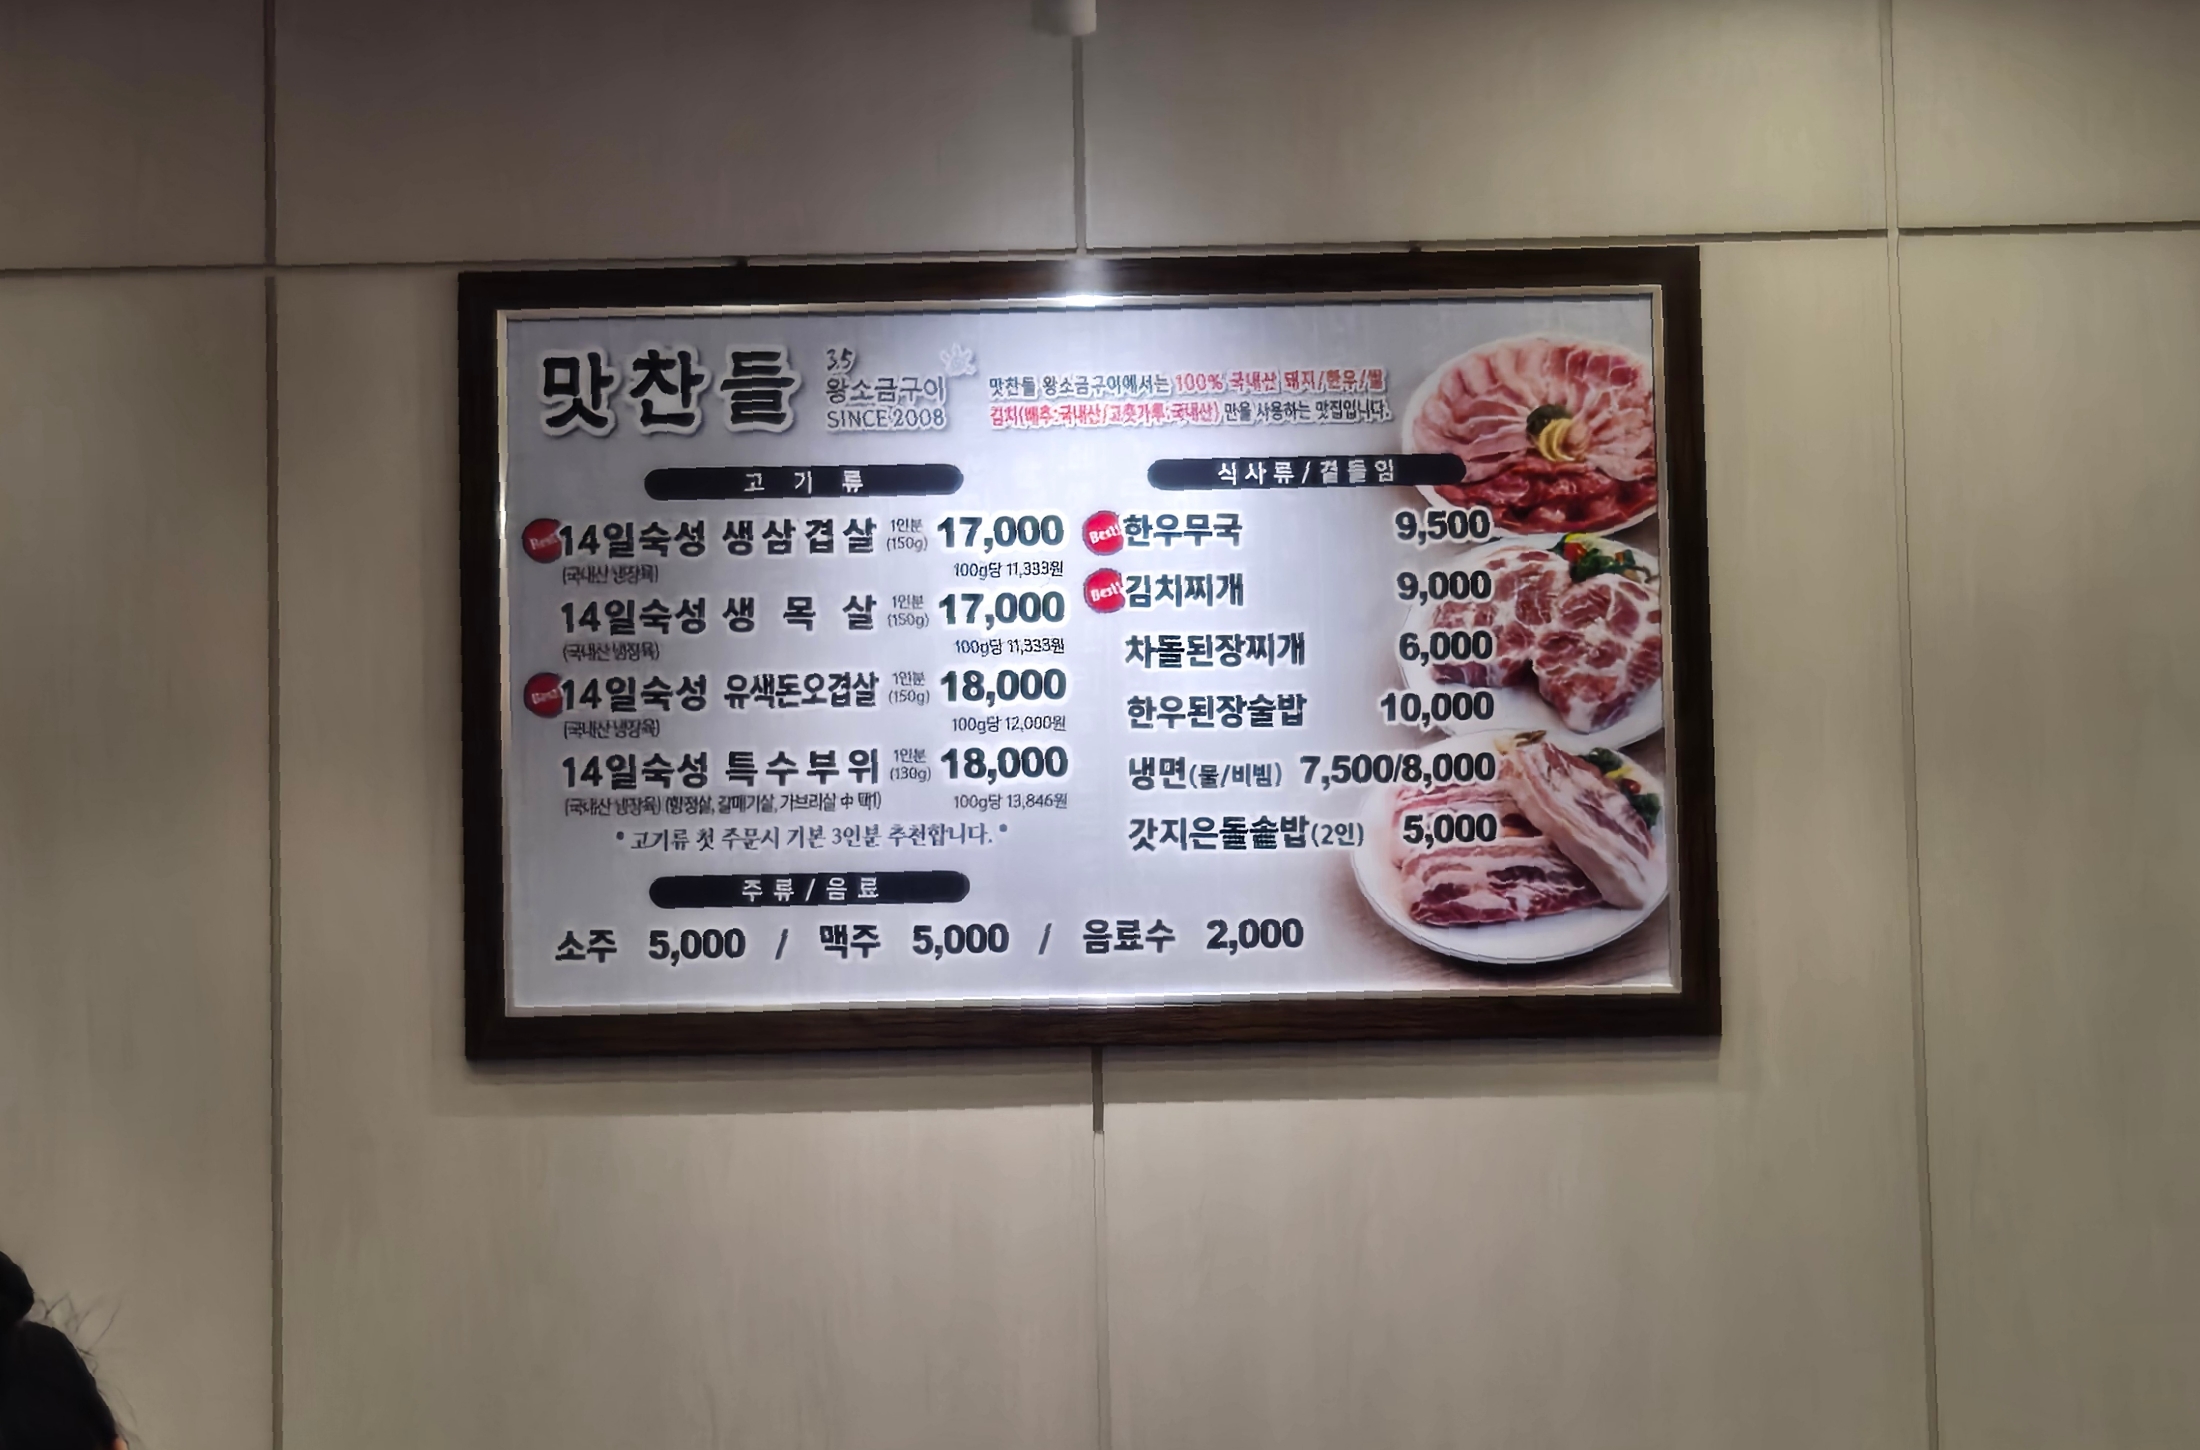 맛찬들
3.5
왕소금구이
SINCE 2008
맛찬들 왕소금구이에서는 100% 국내산 돼지/한우/쌀
김치(배추:국내산/고춧가루:국내산) 만을 사용하는 맛집입니다.
고기류
Best! 14일숙성 생삼겹살 1인분 (150g) 17,000
(국내산 냉장육) 100g당 11,333원
14일숙성 생목살 1인분 (150g) 17,000
(국내산 냉장육) 100g당 11,333원
Best! 14일숙성 유색돈오겹살 1인분 (150g) 18,000
(국내산 냉장육) 100g당 12,000원
14일숙성 특수부위 1인분 (130g) 18,000
(국내산 냉장육) (항정살, 갈매기살, 가브리살 中 택1) 100g당 13,846원
• 고기류 첫 주문시 기본 3인분 추천합니다. •
식사류/곁들임
Best! 한우무국 9,500
Best! 김치찌개 9,000
차돌된장찌개 6,000
한우된장술밥 10,000
냉면(물/비빔) 7,500/8,000
갓지은돌솥밥(2인) 5,000
주류/음료
소주 5,000 / 맥주 5,000 / 음료수 2,000